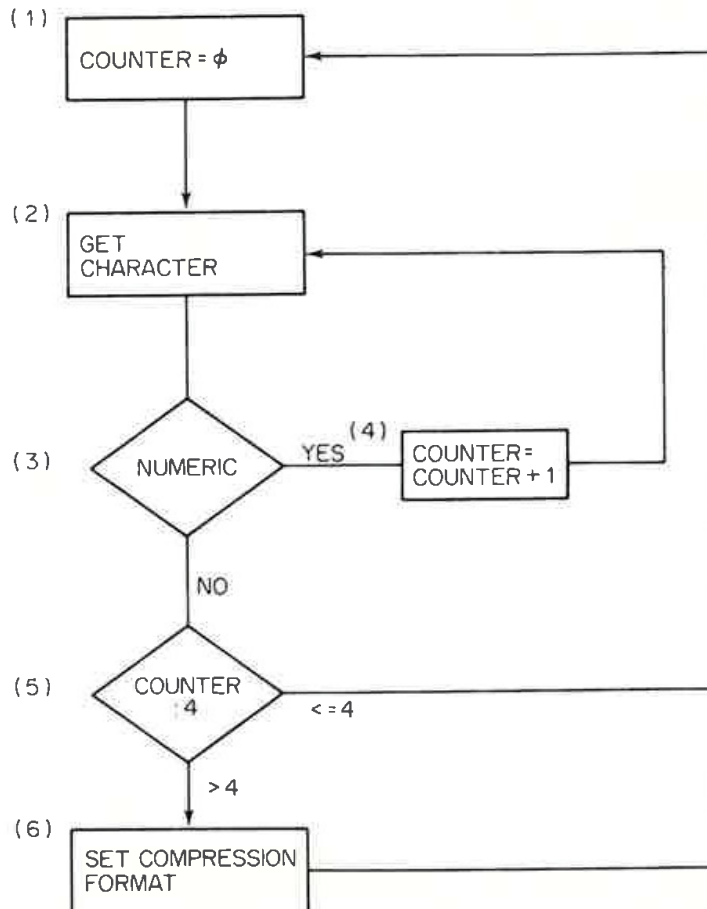 (1)
COUNTER = ϕ
(2)
GET
CHARACTER
(3)
NUMERIC
YES
(4)
COUNTER =
COUNTER + 1
NO
(5)
COUNTER
: 4
<=4
>4
(6)
SET COMPRESSION
FORMAT